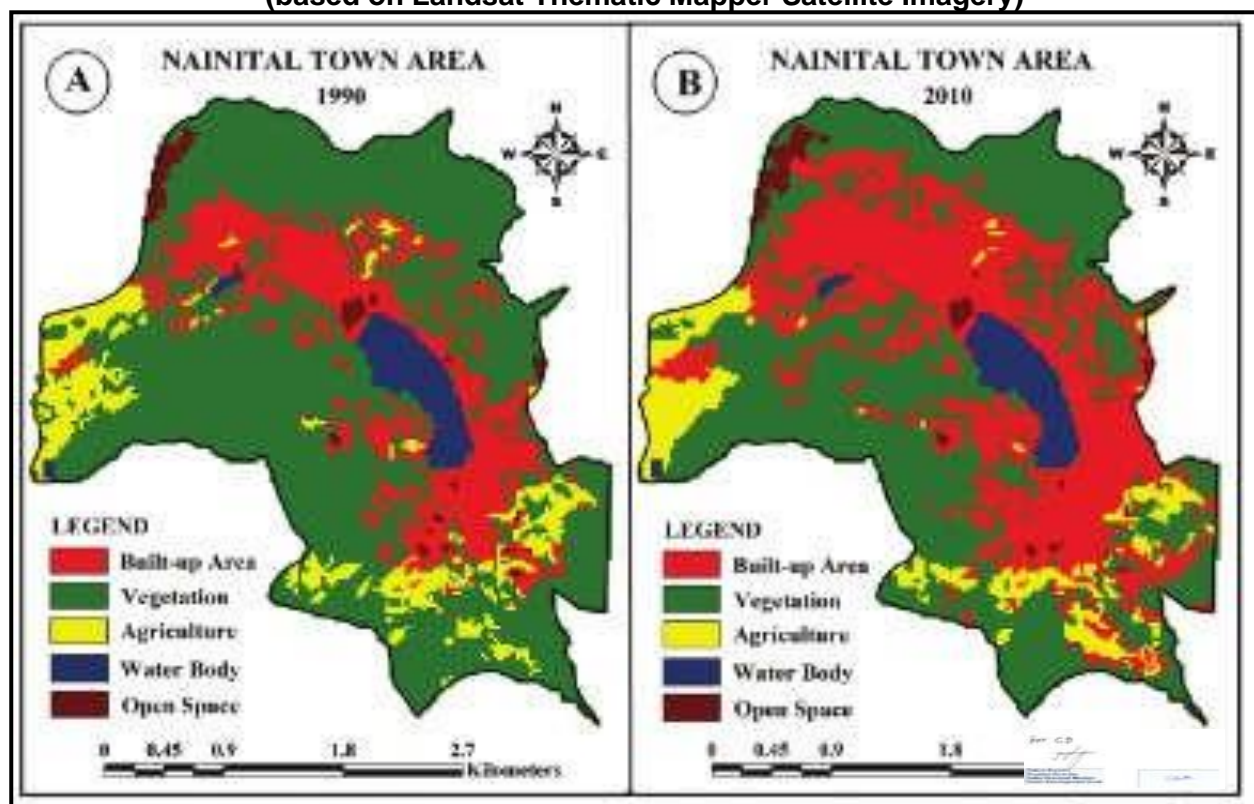 (based on Landsat Thematic Mapper Satellite Imagery)
A
NAINITAL TOWN AREA
1990
N
W
E
S
LEGEND
Built-up Area
Vegetation
Agriculture
Water Body
Open Space
0 0.45 0.9 1.8 2.7
Kilometers
B
NAINITAL TOWN AREA
2010
N
W
E
S
LEGEND
Built-up Area
Vegetation
Agriculture
Water Body
Open Space
0 0.45 0.9 1.8